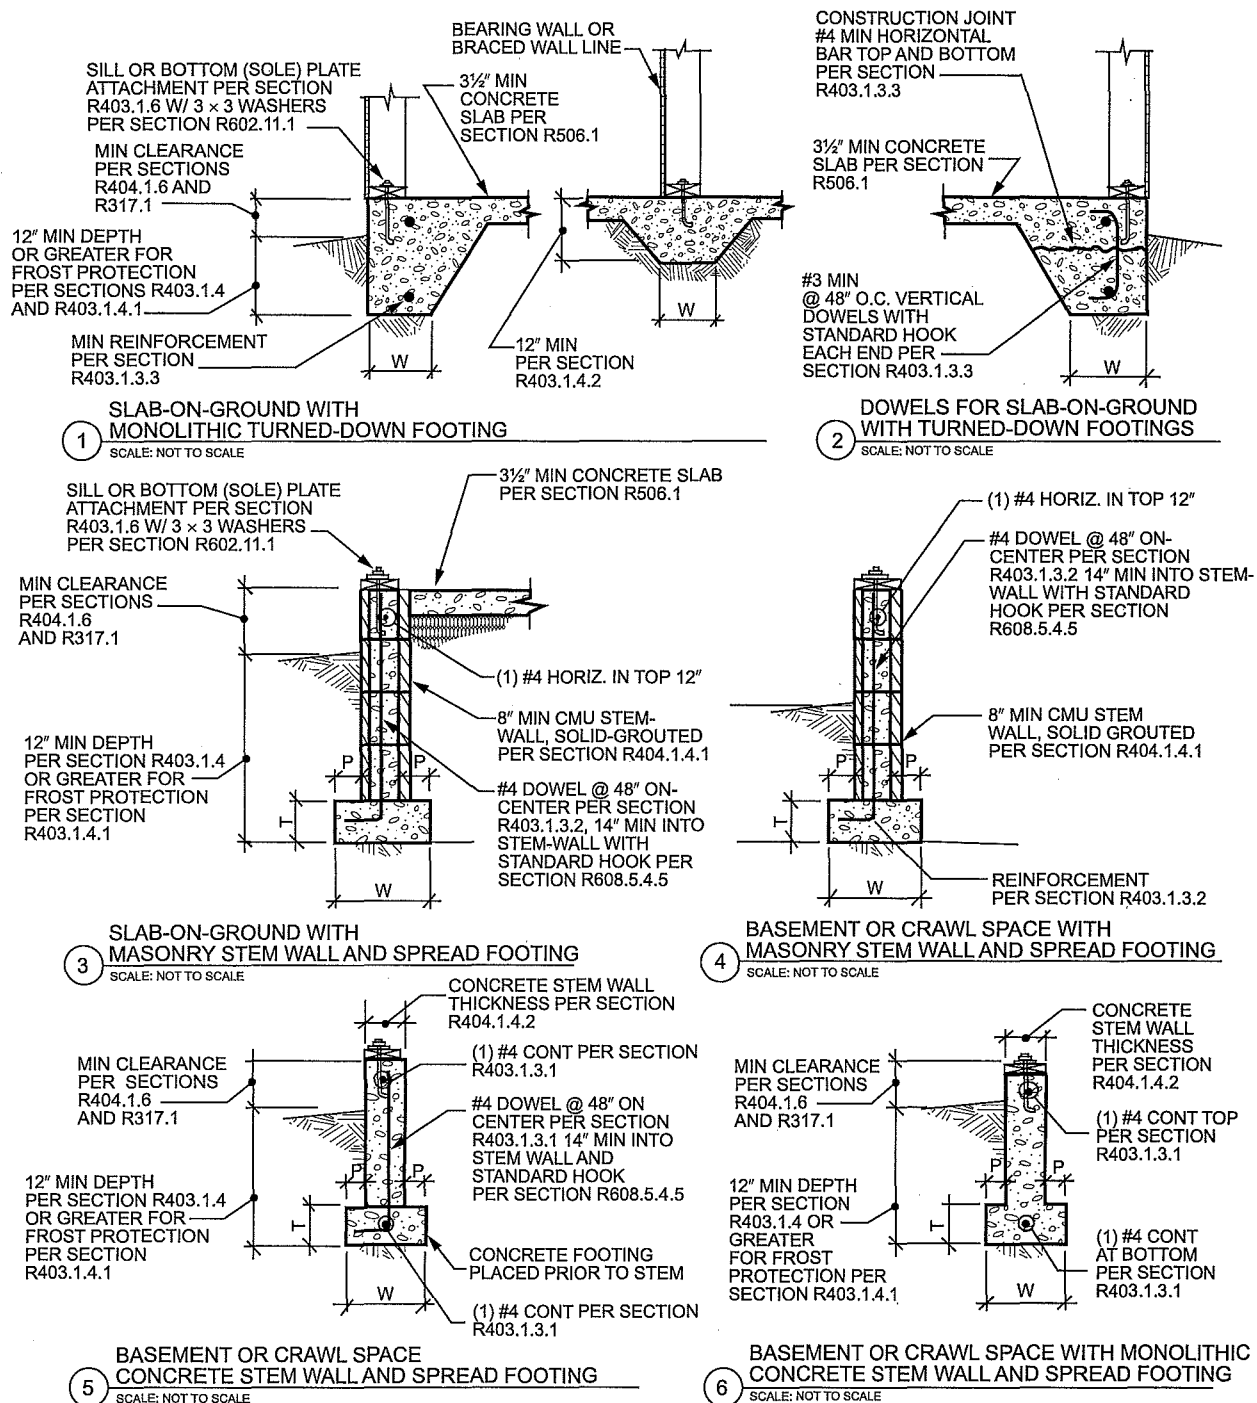 SILL OR BOTTOM (SOLE) PLATE
ATTACHMENT PER SECTION
R403.1.6 W/ 3 × 3 WASHERS
PER SECTION R602.11.1
MIN CLEARANCE
PER SECTIONS
R404.1.6 AND
R317.1
12" MIN DEPTH
OR GREATER FOR
FROST PROTECTION
PER SECTIONS R403.1.4
AND R403.1.4.1
MIN REINFORCEMENT
PER SECTION
R403.1.3.3
3½" MIN
CONCRETE
SLAB PER
SECTION R506.1
W
BEARING WALL OR
BRACED WALL LINE
12" MIN
PER SECTION
R403.1.4.2
W
1
SLAB-ON-GROUND WITH
MONOLITHIC TURNED-DOWN FOOTING
SCALE: NOT TO SCALE
CONSTRUCTION JOINT
#4 MIN HORIZONTAL
BAR TOP AND BOTTOM
PER SECTION
R403.1.3.3
3½" MIN CONCRETE
SLAB PER SECTION
R506.1
#3 MIN
@ 48" O.C. VERTICAL
DOWELS WITH
STANDARD HOOK
EACH END PER
SECTION R403.1.3.3
W
2
DOWELS FOR SLAB-ON-GROUND
WITH TURNED-DOWN FOOTINGS
SCALE: NOT TO SCALE
SILL OR BOTTOM (SOLE) PLATE
ATTACHMENT PER SECTION
R403.1.6 W/ 3 × 3 WASHERS
PER SECTION R602.11.1
3½" MIN CONCRETE SLAB
PER SECTION R506.1
MIN CLEARANCE
PER SECTIONS
R404.1.6
AND R317.1
12" MIN DEPTH
PER SECTION R403.1.4
OR GREATER FOR
FROST PROTECTION
PER SECTION
R403.1.4.1
(1) #4 HORIZ. IN TOP 12"
8" MIN CMU STEM-
WALL, SOLID-GROUTED
PER SECTION R404.1.4.1
#4 DOWEL @ 48" ON-
CENTER PER SECTION
R403.1.3.2, 14" MIN INTO
STEM-WALL WITH
STANDARD HOOK PER
SECTION R608.5.4.5
P
P
T
W
3
SLAB-ON-GROUND WITH
MASONRY STEM WALL AND SPREAD FOOTING
SCALE: NOT TO SCALE
(1) #4 HORIZ. IN TOP 12"
#4 DOWEL @ 48" ON-
CENTER PER SECTION
R403.1.3.2 14" MIN INTO STEM-
WALL WITH STANDARD
HOOK PER SECTION
R608.5.4.5
8" MIN CMU STEM
WALL, SOLID GROUTED
PER SECTION R404.1.4.1
REINFORCEMENT
PER SECTION R403.1.3.2
P
P
T
W
4
BASEMENT OR CRAWL SPACE WITH
MASONRY STEM WALL AND SPREAD FOOTING
SCALE: NOT TO SCALE
CONCRETE STEM WALL
THICKNESS PER SECTION
R404.1.4.2
MIN CLEARANCE
PER SECTIONS
R404.1.6
AND R317.1
12" MIN DEPTH
PER SECTION R403.1.4
OR GREATER FOR
FROST PROTECTION
PER SECTION
R403.1.4.1
(1) #4 CONT PER SECTION
R403.1.3.1
#4 DOWEL @ 48" ON
CENTER PER SECTION
R403.1.3.1 14" MIN INTO
STEM WALL AND
STANDARD HOOK
PER SECTION R608.5.4.5
CONCRETE FOOTING
PLACED PRIOR TO STEM
(1) #4 CONT PER SECTION
R403.1.3.1
P
P
T
W
5
BASEMENT OR CRAWL SPACE
CONCRETE STEM WALL AND SPREAD FOOTING
SCALE: NOT TO SCALE
CONCRETE
STEM WALL
THICKNESS
PER SECTION
R404.1.4.2
MIN CLEARANCE
PER SECTIONS
R404.1.6
AND R317.1
12" MIN DEPTH
PER SECTION
R403.1.4 OR
GREATER
FOR FROST
PROTECTION PER
SECTION R403.1.4.1
(1) #4 CONT TOP
PER SECTION
R403.1.3.1
(1) #4 CONT
AT BOTTOM
PER SECTION
R403.1.3.1
P
P
T
W
6
BASEMENT OR CRAWL SPACE WITH MONOLITHIC
CONCRETE STEM WALL AND SPREAD FOOTING
SCALE: NOT TO SCALE